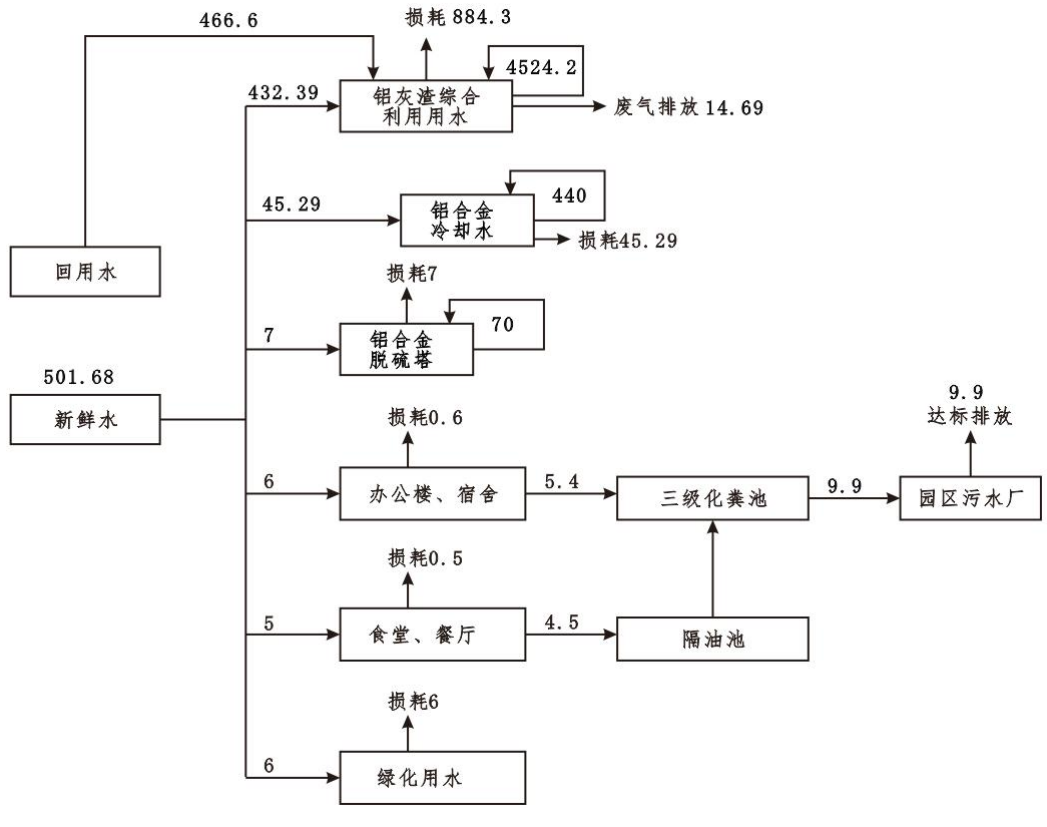 466.6
损耗884.3
4524.2
432.39
铝灰渣综合
利用用水
废气排放14.69
45.29
铝合金
冷却水
440
损耗45.29
回用水
损耗7
7
铝合金
脱硫塔
70
501.68
新鲜水
损耗0.6
6
办公楼、宿舍
5.4
三级化粪池
9.9
园区污水厂
9.9
达标排放
损耗0.5
5
食堂、餐厅
4.5
隔油池
损耗6
6
绿化用水